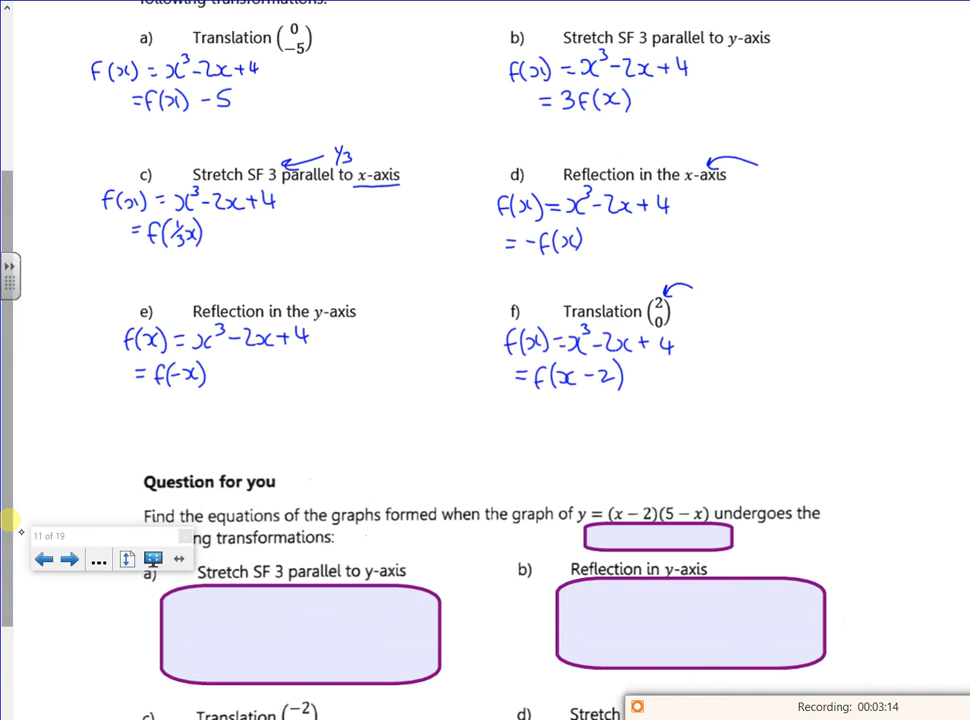 following transformations:
a) Translation (0 -5)
f(x) = x³ - 2x + 4
= f(x) - 5
b) Stretch SF 3 parallel to y-axis
f(x) = x³ - 2x + 4
= 3f(x)
1/3
c) Stretch SF 3 parallel to x-axis
f(x) = x³ - 2x + 4
= f(1/3x)
d) Reflection in the x-axis
f(x) = x³ - 2x + 4
= -f(x)
e) Reflection in the y-axis
f(x) = x³ - 2x + 4
= f(-x)
f) Translation (2 0)
f(x) = x³ - 2x + 4
= f(x - 2)
Question for you
Find the equations of the graphs formed when the graph of y = (x − 2)(5 − x) undergoes the
ng transformations:
11 of 19
a) Stretch SF 3 parallel to y-axis
b) Reflection in y-axis
c) Translation (-2
d) Stretch
Recording: 00:03:14